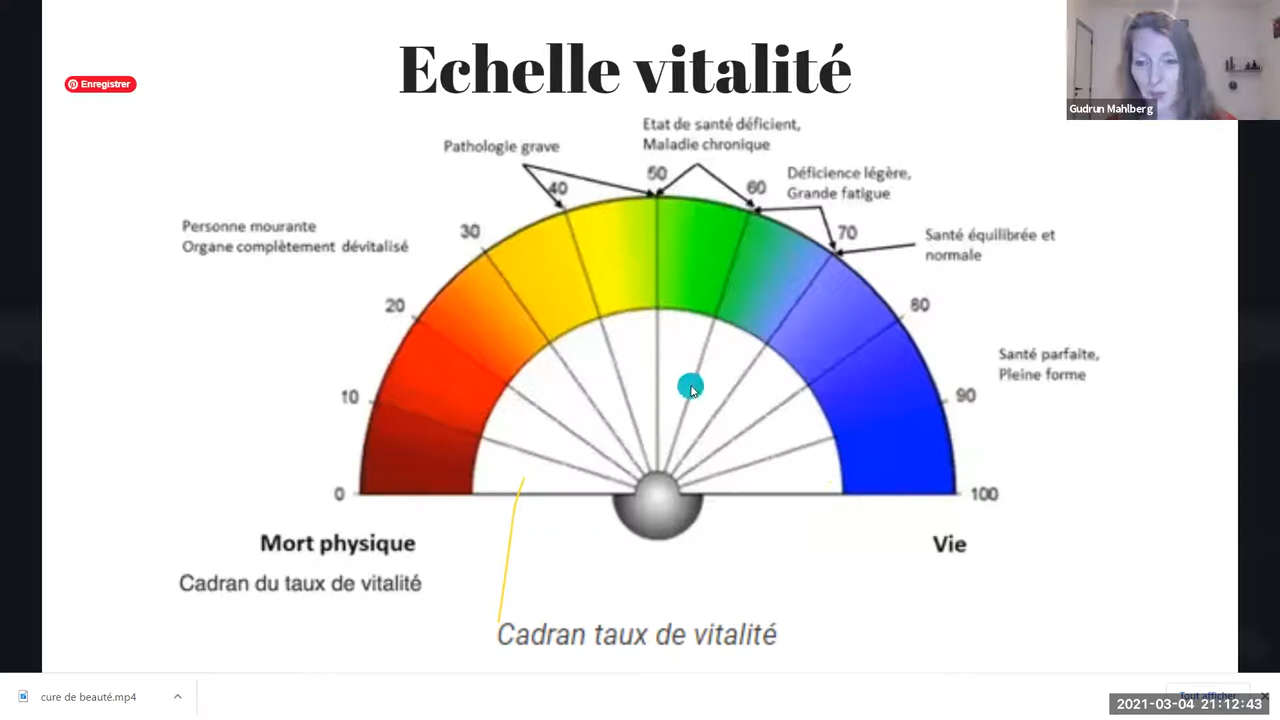 Echelle vitalité
Enregistrer
Gudrun Mahlberg
Etat de santé déficient,
Maladie chronique
Pathologie grave
Déficience légère,
Grande fatigue
50
40
60
Personne mourante
Organe complètement dévitalisé
30
70
Santé équilibrée et
normale
20
80
Santé parfaite,
Pleine forme
10
90
0
100
Mort physique
Vie
Cadran du taux de vitalité
Cadran taux de vitalité
cure de beauté.mp4
Tout afficher
2021-03-04 21:12:43